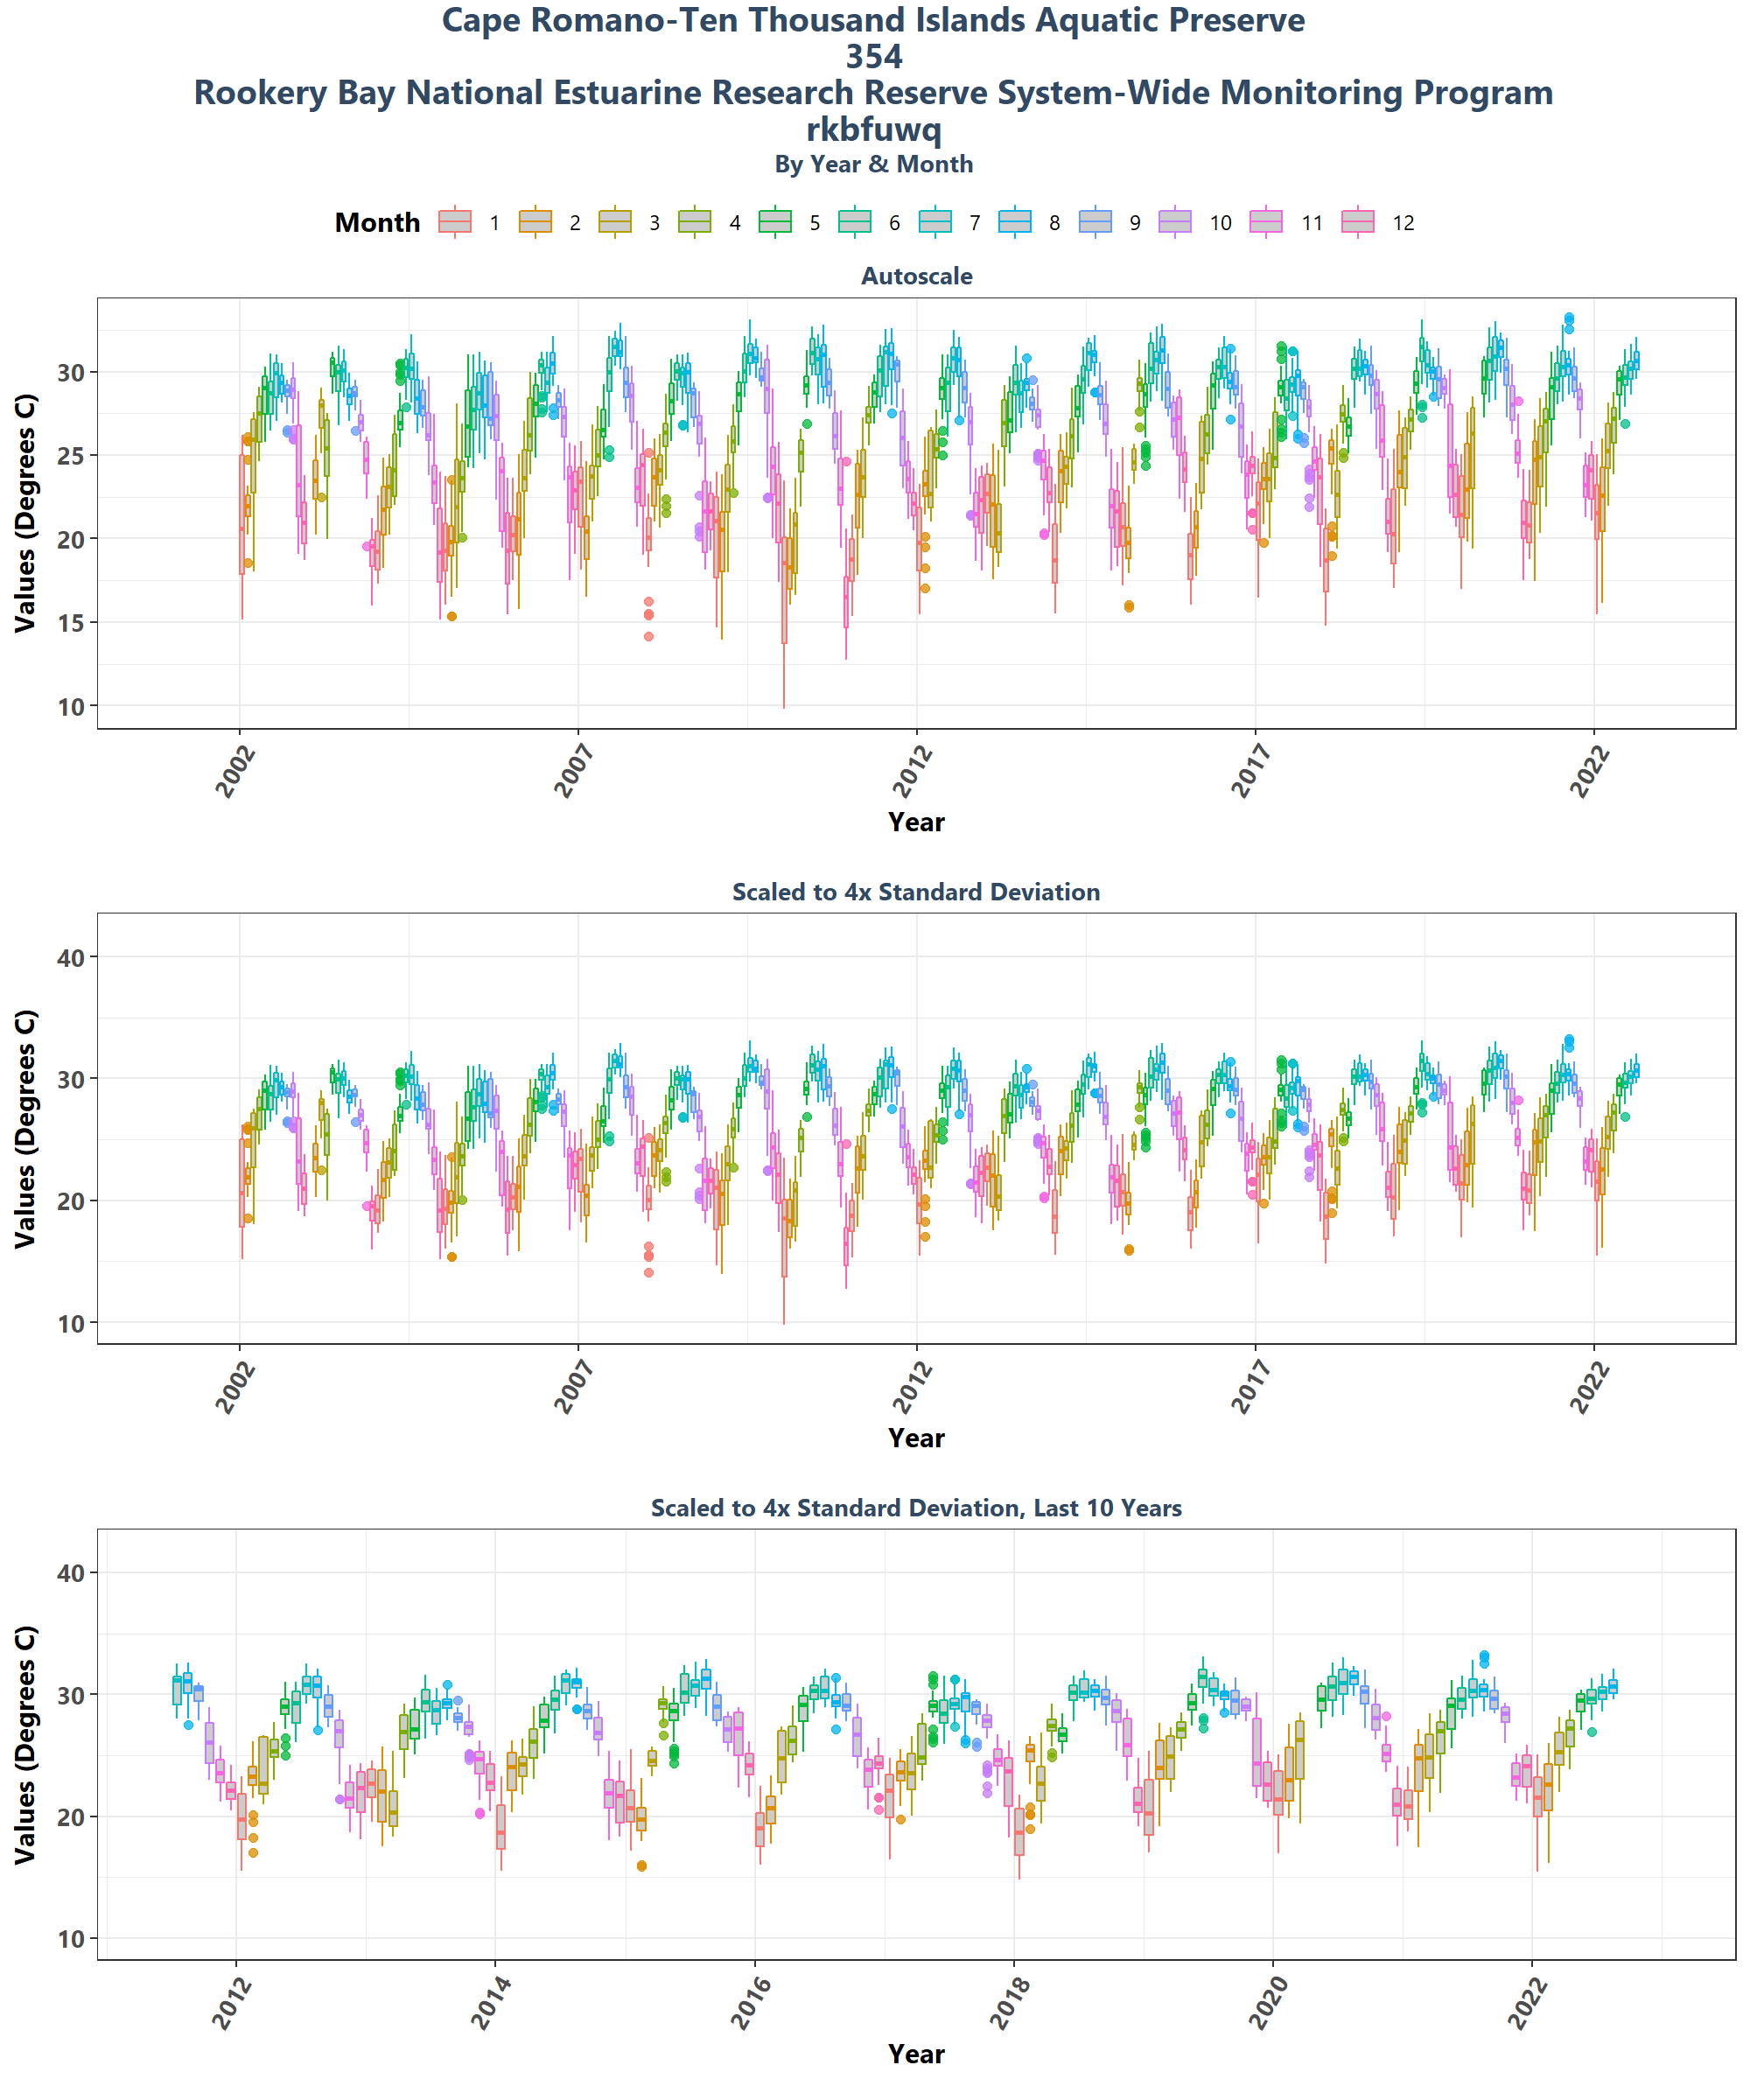 Cape Romano-Ten Thousand Islands Aquatic Preserve
354
Rookery Bay National Estuarine Research Reserve System-Wide Monitoring Program
rkbfuwq
By Year & Month
Month 1 2 3 4 5 6 7 8 9 10 11 12
Autoscale
Values (Degrees C)
30
25
20
15
10
2002 2007 2012 2017 2022
Year
Scaled to 4x Standard Deviation
Values (Degrees C)
40
30
20
10
2002 2007 2012 2017 2022
Year
Scaled to 4x Standard Deviation, Last 10 Years
Values (Degrees C)
40
30
20
10
2012 2014 2016 2018 2020 2022
Year